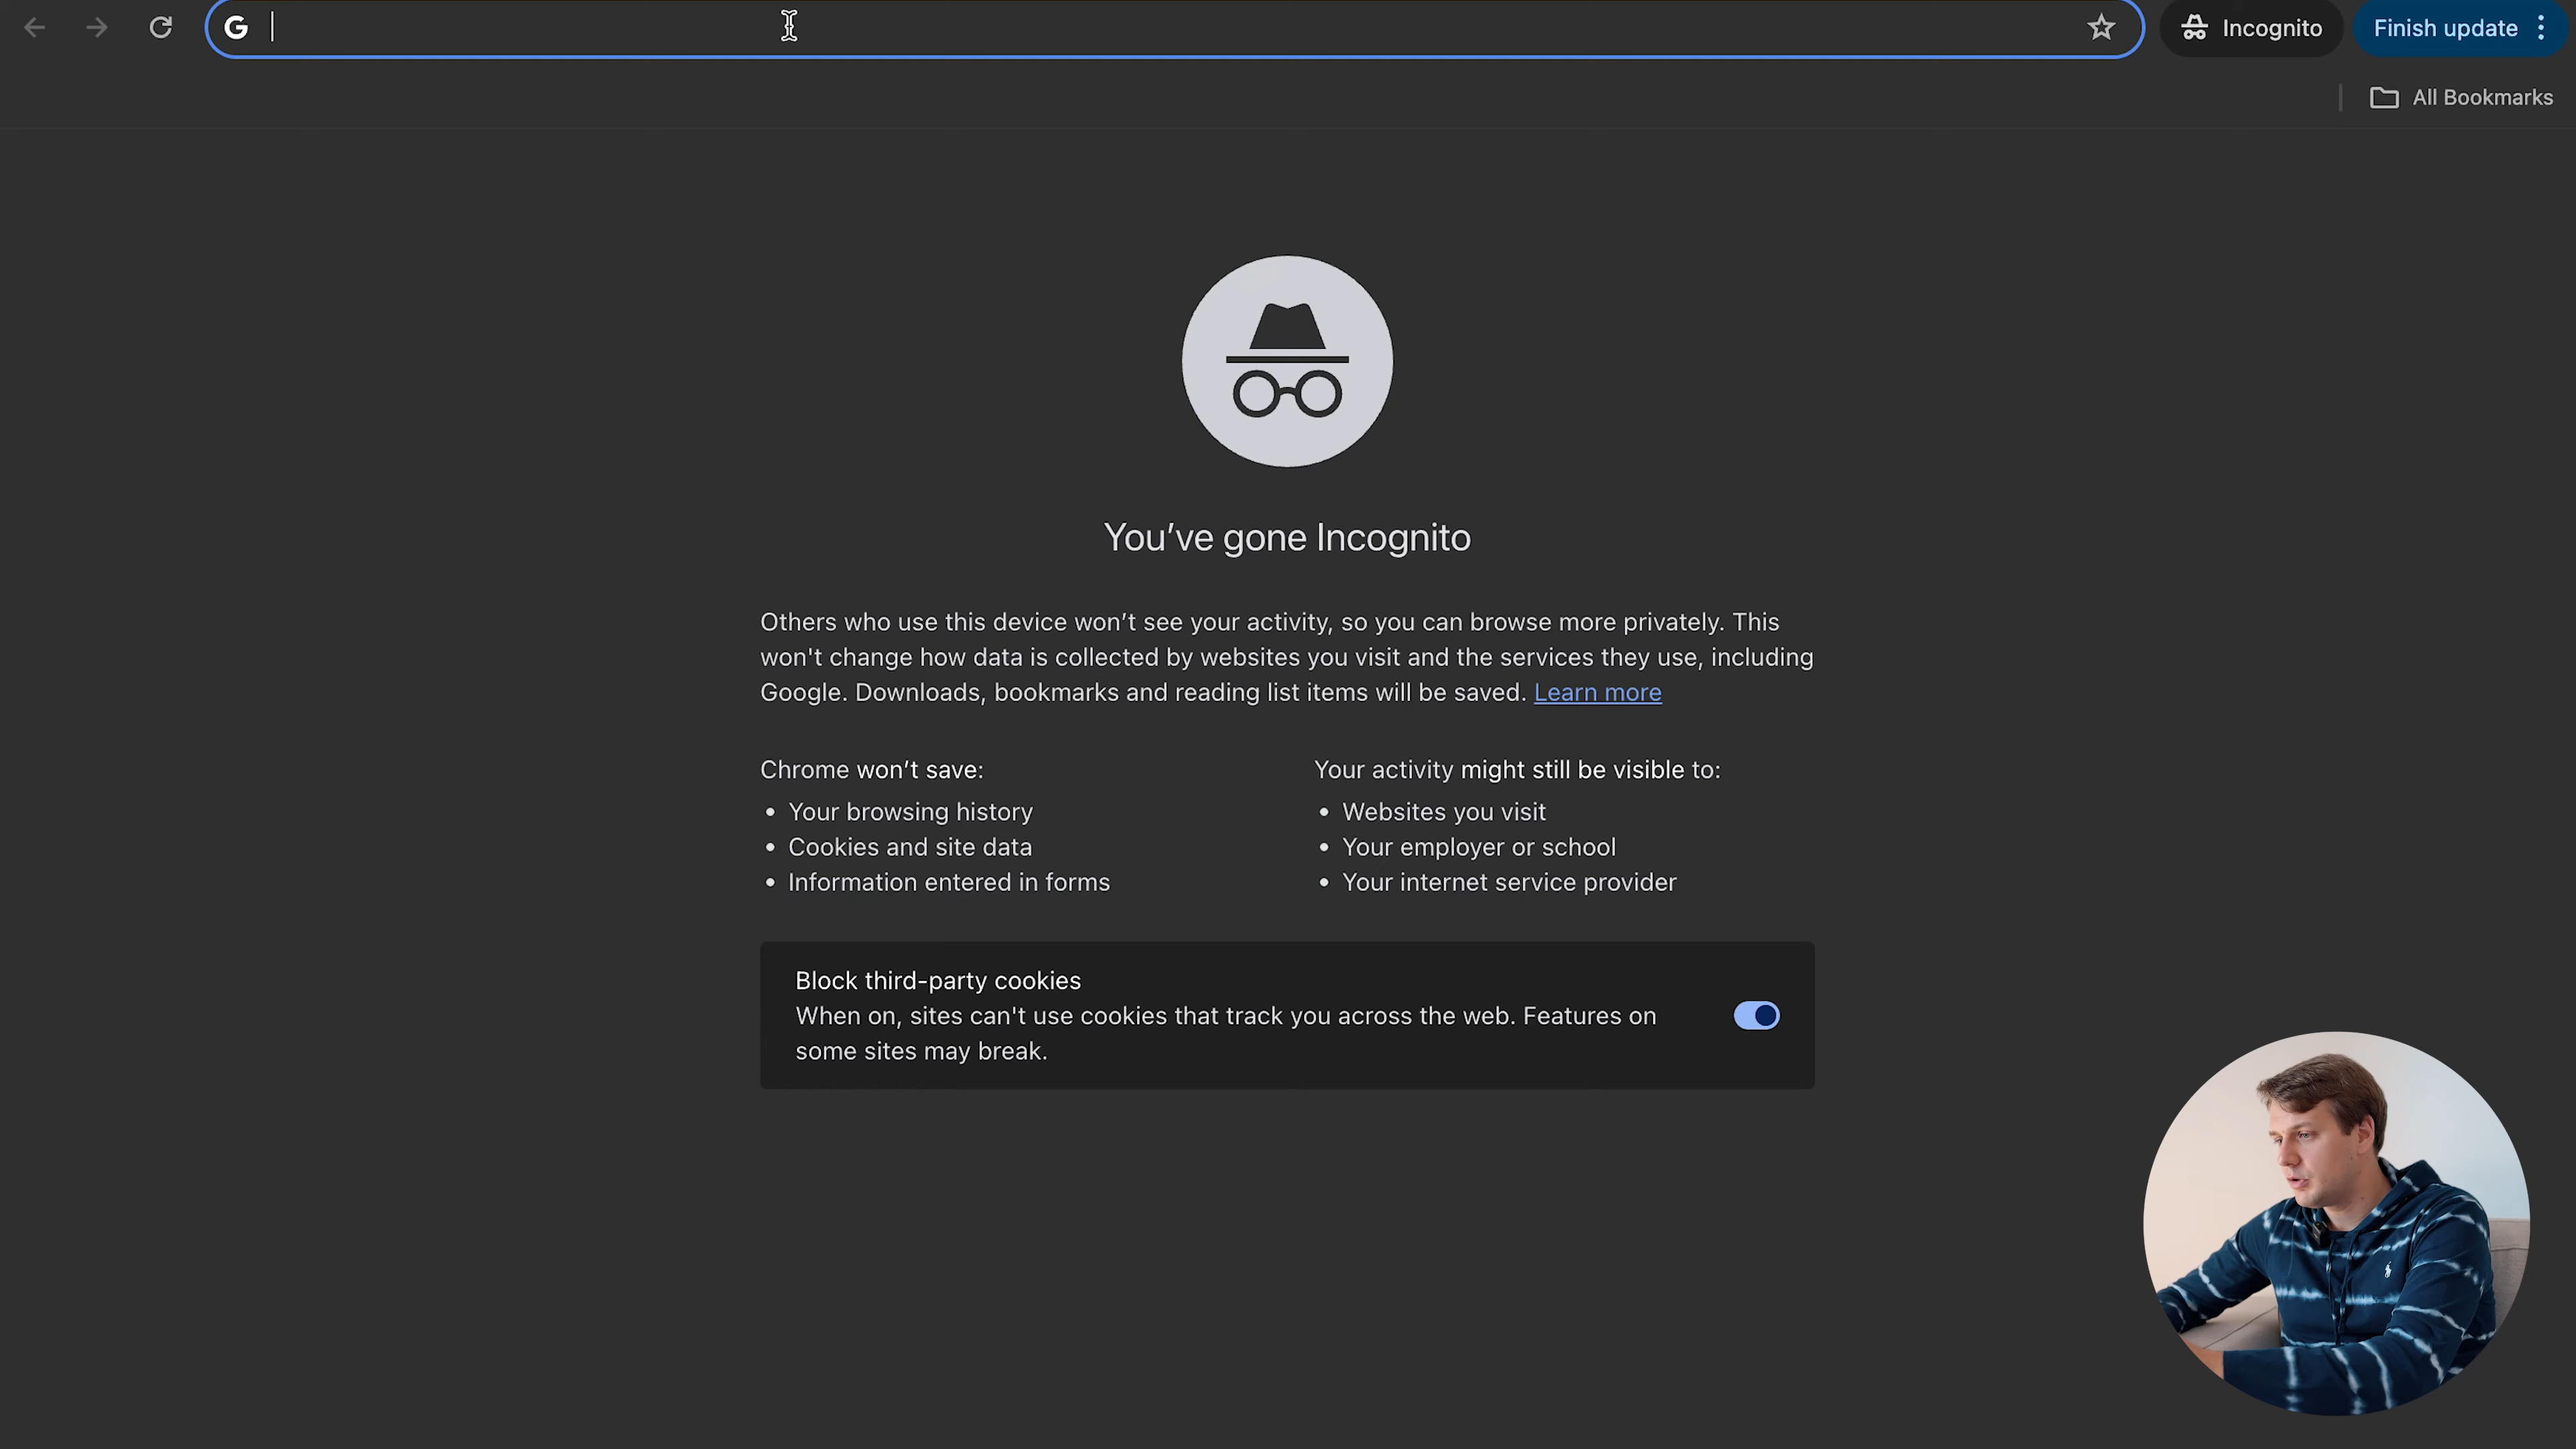 G
Incognito
Finish update
All Bookmarks
You've gone Incognito
Others who use this device won't see your activity, so you can browse more privately. This
won't change how data is collected by websites you visit and the services they use, including
Google. Downloads, bookmarks and reading list items will be saved. Learn more
Chrome won't save:
• Your browsing history
• Cookies and site data
• Information entered in forms
Your activity might still be visible to:
• Websites you visit
• Your employer or school
• Your internet service provider
Block third-party cookies
When on, sites can't use cookies that track you across the web. Features on
some sites may break.